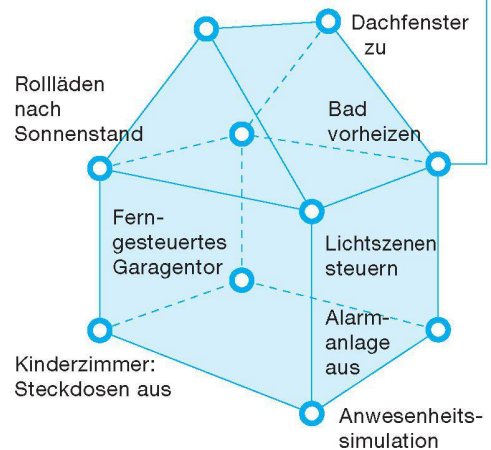 Dachfenster
zu
Rollläden
nach
Sonnenstand
Bad
vorheizen
Fern-
gesteuertes
Garagentor
Lichtszenen
steuern
Alarm-
anlage
aus
Kinderzimmer:
Steckdosen aus
Anwesenheits-
simulation